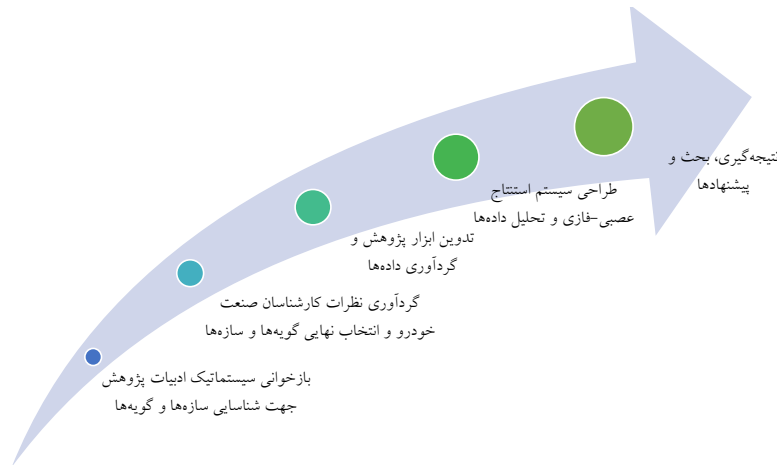 بازخوانی سیستماتیک ادبیات پژوهش
جهت شناسایی سازه‌ها و گویه‌ها
گردآوری نظرات کارشناسان صنعت
خودرو و انتخاب نهایی گویه‌ها و سازه‌ها
تدوین ابزار پژوهش و
گردآوری داده‌ها
طراحی سیستم استنتاج
عصبی-فازی و تحلیل داده‌ها
نتیجه‌گیری، بحث و
پیشنهادها